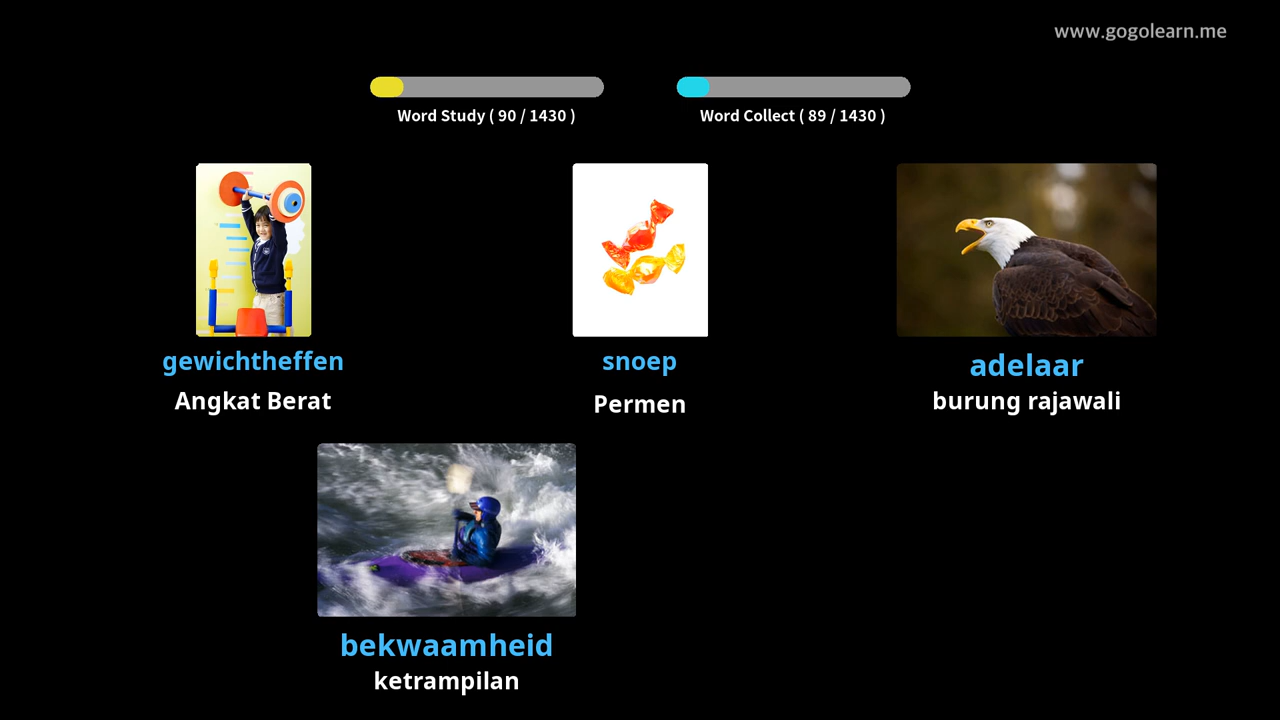 www.gogolearn.me
Word Study ( 90 / 1430 )
Word Collect ( 89 / 1430 )
gewichtheffen
Angkat Berat
snoep
Permen
adelaar
burung rajawali
bekwaamheid
ketrampilan